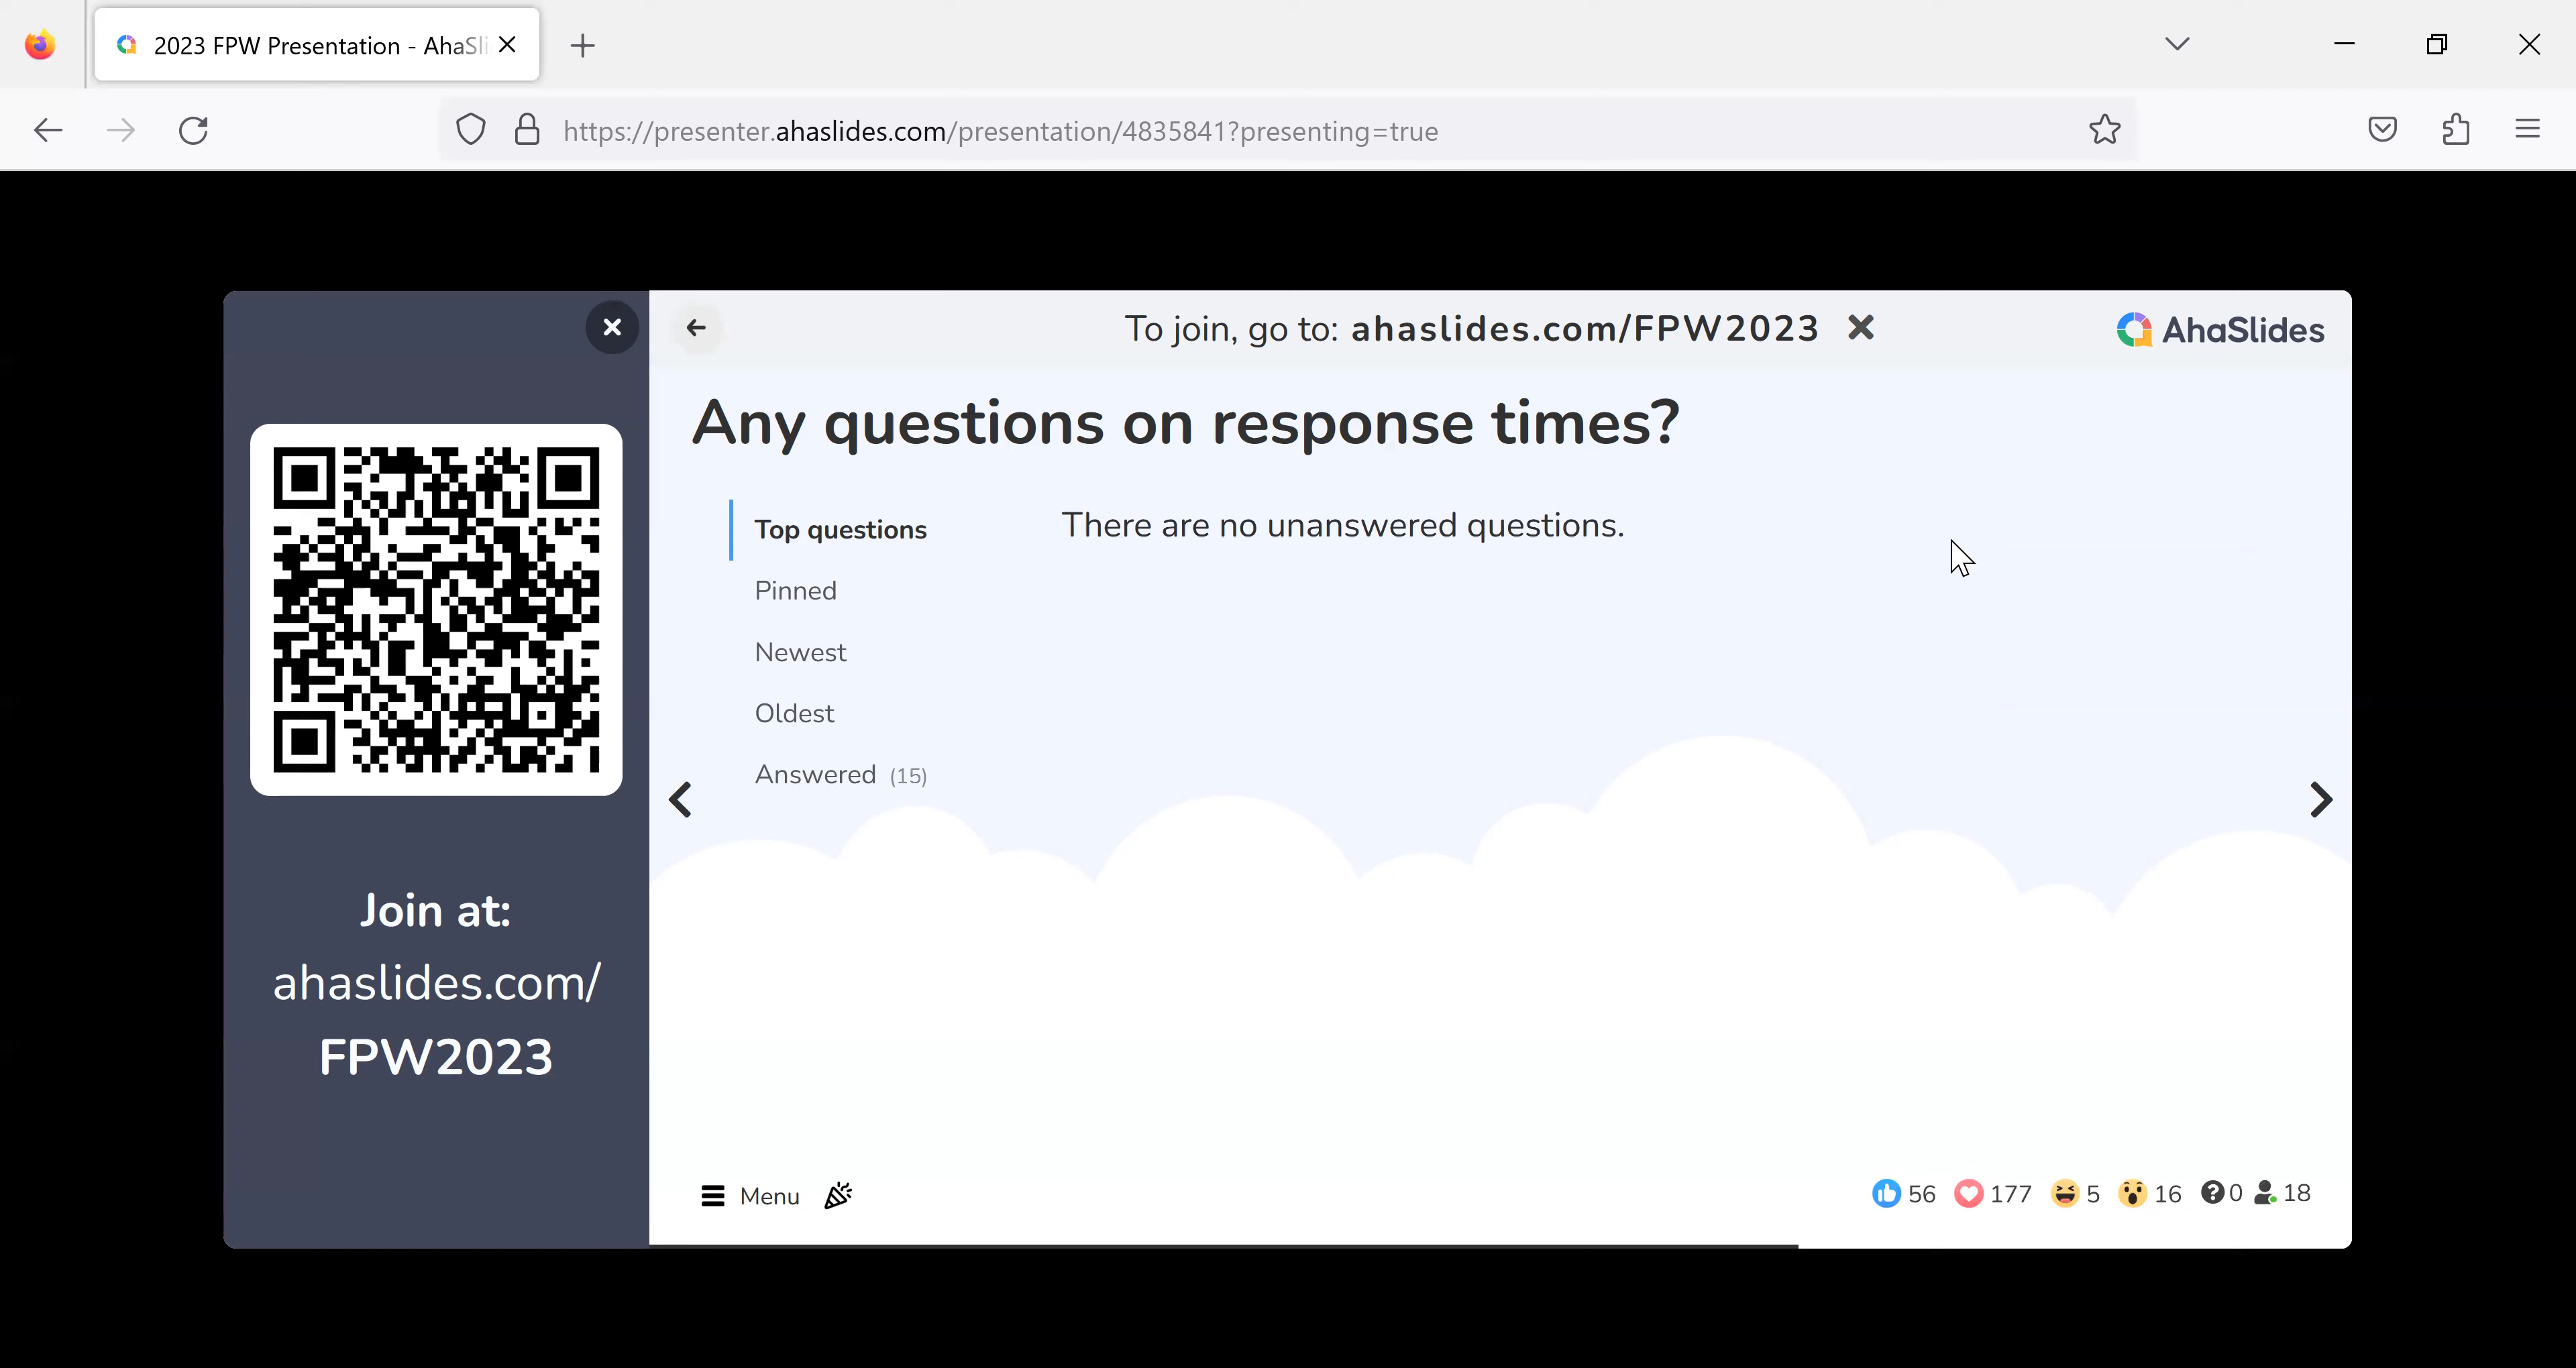 2023 FPW Presentation - AhaSli
https://presenter.ahaslides.com/presentation/4835841?presenting=true
To join, go to: ahaslides.com/FPW2023
AhaSlides
Any questions on response times?
Top questions
There are no unanswered questions.
Pinned
Newest
Oldest
Answered (15)
Join at:
ahaslides.com/
FPW2023
Menu
56 177 5 16 0 18